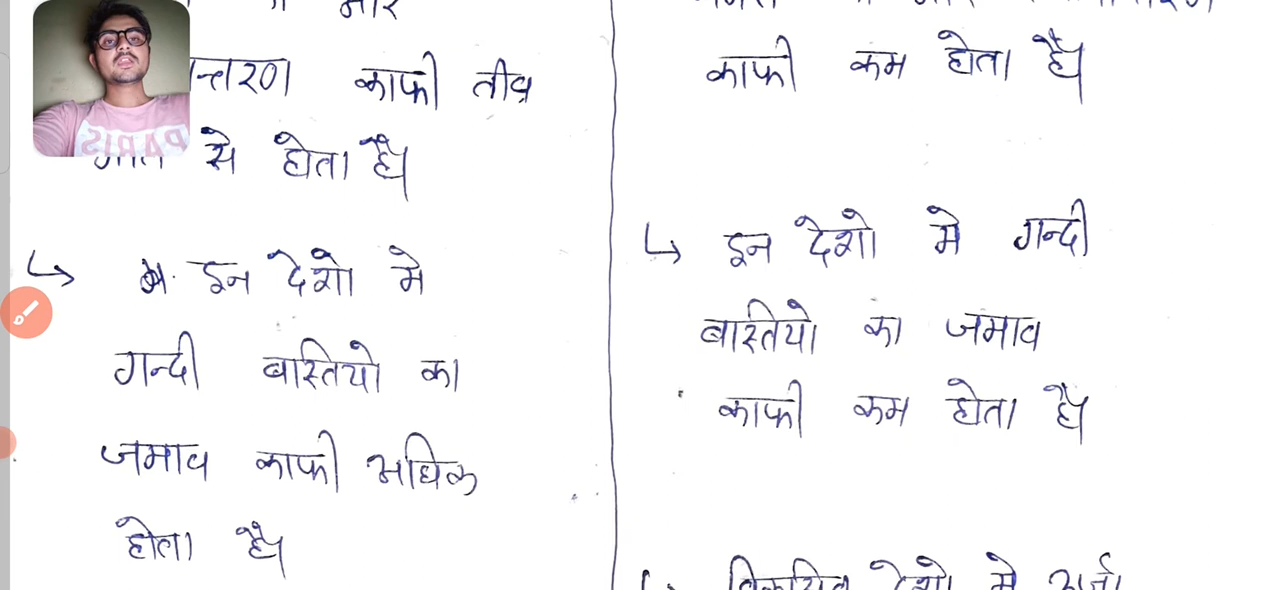 काफी तीव्र
से होता है।
↳ इन देशो मे
गन्दी बस्तियो का
जमाव काफी अधिक
होता है।
काफी कम होता है।
↳ इन देशो मे गन्दी
बस्तियो का जमाव
काफी कम होता है।
देशो मे